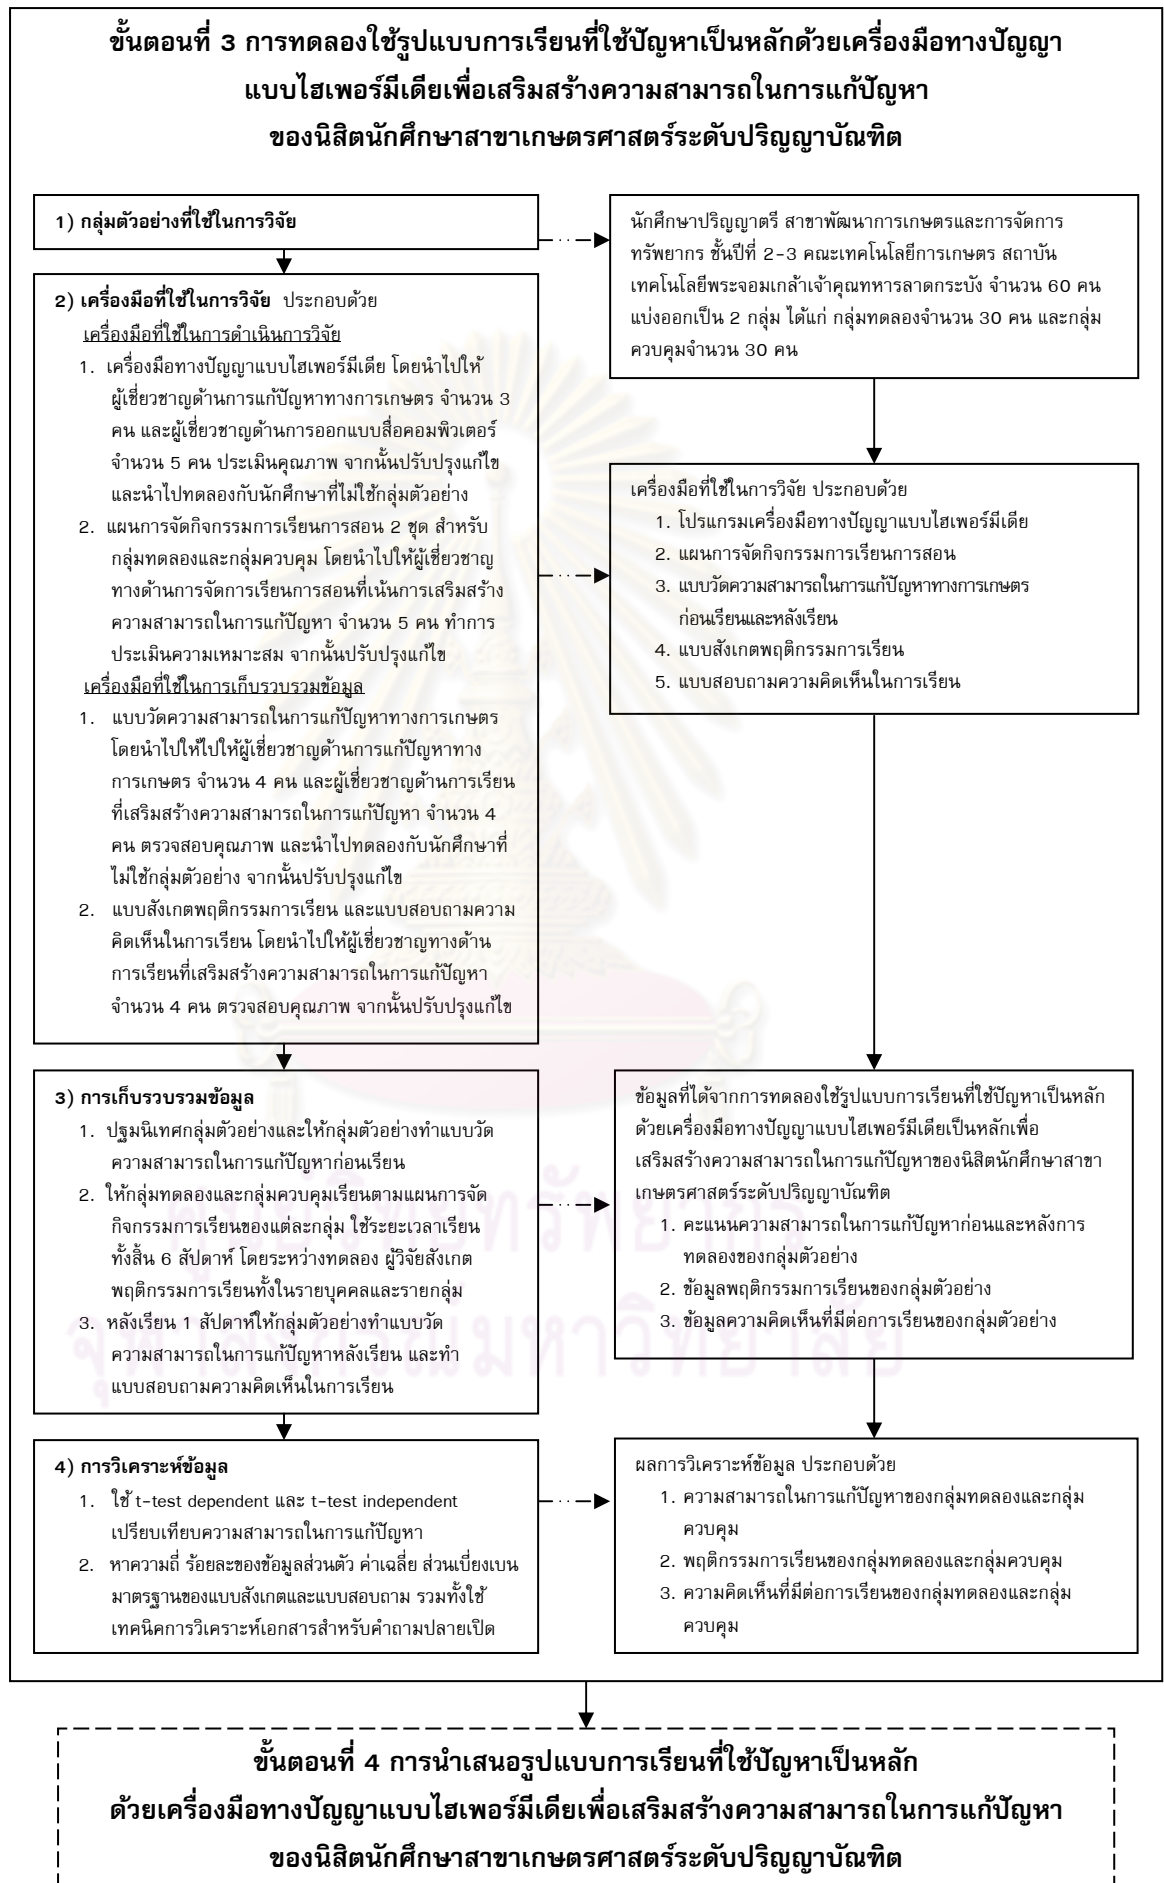 ขั้นตอนที่ 3 การทดลองใช้รูปแบบการเรียนที่ใช้ปัญหาเป็นหลักด้วยเครื่องมือทางปัญญา
แบบไฮเพอร์มีเดียเพื่อเสริมสร้างความสามารถในการแก้ปัญหา
ของนิสิตนักศึกษาสาขาเกษตรศาสตร์ระดับปริญญาบัณฑิต
1) กลุ่มตัวอย่างที่ใช้ในการวิจัย
นักศึกษาปริญญาตรี สาขาพัฒนาการเกษตรและการจัดการ
ทรัพยากร ชั้นปีที่ 2-3 คณะเทคโนโลยีการเกษตร สถาบัน
เทคโนโลยีพระจอมเกล้าเจ้าคุณทหารลาดกระบัง จำนวน 60 คน
แบ่งออกเป็น 2 กลุ่ม ได้แก่ กลุ่มทดลองจำนวน 30 คน และกลุ่ม
ควบคุมจำนวน 30 คน
2) เครื่องมือที่ใช้ในการวิจัย ประกอบด้วย
เครื่องมือที่ใช้ในการดำเนินการวิจัย
1. เครื่องมือทางปัญญาแบบไฮเพอร์มีเดีย โดยนำไปให้
ผู้เชี่ยวชาญด้านการแก้ปัญหาทางการเกษตร จำนวน 3
คน และผู้เชี่ยวชาญด้านการออกแบบสื่อคอมพิวเตอร์
จำนวน 5 คน ประเมินคุณภาพ จากนั้นปรับปรุงแก้ไข
และนำไปทดลองกับนักศึกษาที่ไม่ใช้กลุ่มตัวอย่าง
2. แผนการจัดกิจกรรมการเรียนการสอน 2 ชุด สำหรับ
กลุ่มทดลองและกลุ่มควบคุม โดยนำไปให้ผู้เชี่ยวชาญ
ทางด้านการจัดการเรียนการสอนที่เน้นการเสริมสร้าง
ความสามารถในการแก้ปัญหา จำนวน 5 คน ทำการ
ประเมินความเหมาะสม จากนั้นปรับปรุงแก้ไข
เครื่องมือที่ใช้ในการเก็บรวบรวมข้อมูล
1. แบบวัดความสามารถในการแก้ปัญหาทางการเกษตร
โดยนำไปให้ไปให้ผู้เชี่ยวชาญด้านการแก้ปัญหาทาง
การเกษตร จำนวน 4 คน และผู้เชี่ยวชาญด้านการเรียน
ที่เสริมสร้างความสามารถในการแก้ปัญหา จำนวน 4
คน ตรวจสอบคุณภาพ และนำไปทดลองกับนักศึกษาที่
ไม่ใช้กลุ่มตัวอย่าง จากนั้นปรับปรุงแก้ไข
2. แบบสังเกตพฤติกรรมการเรียน และแบบสอบถามความ
คิดเห็นในการเรียน โดยนำไปให้ผู้เชี่ยวชาญทางด้าน
การเรียนที่เสริมสร้างความสามารถในการแก้ปัญหา
จำนวน 4 คน ตรวจสอบคุณภาพ จากนั้นปรับปรุงแก้ไข
เครื่องมือที่ใช้ในการวิจัย ประกอบด้วย
1. โปรแกรมเครื่องมือทางปัญญาแบบไฮเพอร์มีเดีย
2. แผนการจัดกิจกรรมการเรียนการสอน
3. แบบวัดความสามารถในการแก้ปัญหาทางการเกษตร
ก่อนเรียนและหลังเรียน
4. แบบสังเกตพฤติกรรมการเรียน
5. แบบสอบถามความคิดเห็นในการเรียน
3) การเก็บรวบรวมข้อมูล
1. ปฐมนิเทศกลุ่มตัวอย่างและให้กลุ่มตัวอย่างทำแบบวัด
ความสามารถในการแก้ปัญหาก่อนเรียน
2. ให้กลุ่มทดลองและกลุ่มควบคุมเรียนตามแผนการจัด
กิจกรรมการเรียนของแต่ละกลุ่ม ใช้ระยะเวลาเรียน
ทั้งสิ้น 6 สัปดาห์ โดยระหว่างทดลอง ผู้วิจัยสังเกต
พฤติกรรมการเรียนทั้งในรายบุคคลและรายกลุ่ม
3. หลังเรียน 1 สัปดาห์ให้กลุ่มตัวอย่างทำแบบวัด
ความสามารถในการแก้ปัญหาหลังเรียน และทำ
แบบสอบถามความคิดเห็นในการเรียน
ข้อมูลที่ได้จากการทดลองใช้รูปแบบการเรียนที่ใช้ปัญหาเป็นหลัก
ด้วยเครื่องมือทางปัญญาแบบไฮเพอร์มีเดียเป็นหลักเพื่อ
เสริมสร้างความสามารถในการแก้ปัญหาของนิสิตนักศึกษาสาขา
เกษตรศาสตร์ระดับปริญญาบัณฑิต
1. คะแนนความสามารถในการแก้ปัญหาก่อนและหลังการ
ทดลองของกลุ่มตัวอย่าง
2. ข้อมูลพฤติกรรมการเรียนของกลุ่มตัวอย่าง
3. ข้อมูลความคิดเห็นที่มีต่อการเรียนของกลุ่มตัวอย่าง
ศูนย์วิทยทรัพยากร
จุฬาลงกรณ์มหาวิทยาลัย
4) การวิเคราะห์ข้อมูล
1. ใช้ t-test dependent และ t-test independent
เปรียบเทียบความสามารถในการแก้ปัญหา
2. หาความถี่ ร้อยละของข้อมูลส่วนตัว ค่าเฉลี่ย ส่วนเบี่ยงเบน
มาตรฐานของแบบสังเกตและแบบสอบถาม รวมทั้งใช้
เทคนิคการวิเคราะห์เอกสารสำหรับคำถามปลายเปิด
ผลการวิเคราะห์ข้อมูล ประกอบด้วย
1. ความสามารถในการแก้ปัญหาของกลุ่มทดลองและกลุ่ม
ควบคุม
2. พฤติกรรมการเรียนของกลุ่มทดลองและกลุ่มควบคุม
3. ความคิดเห็นที่มีต่อการเรียนของกลุ่มทดลองและกลุ่ม
ควบคุม
ขั้นตอนที่ 4 การนำเสนอรูปแบบการเรียนที่ใช้ปัญหาเป็นหลัก
ด้วยเครื่องมือทางปัญญาแบบไฮเพอร์มีเดียเพื่อเสริมสร้างความสามารถในการแก้ปัญหา
ของนิสิตนักศึกษาสาขาเกษตรศาสตร์ระดับปริญญาบัณฑิต